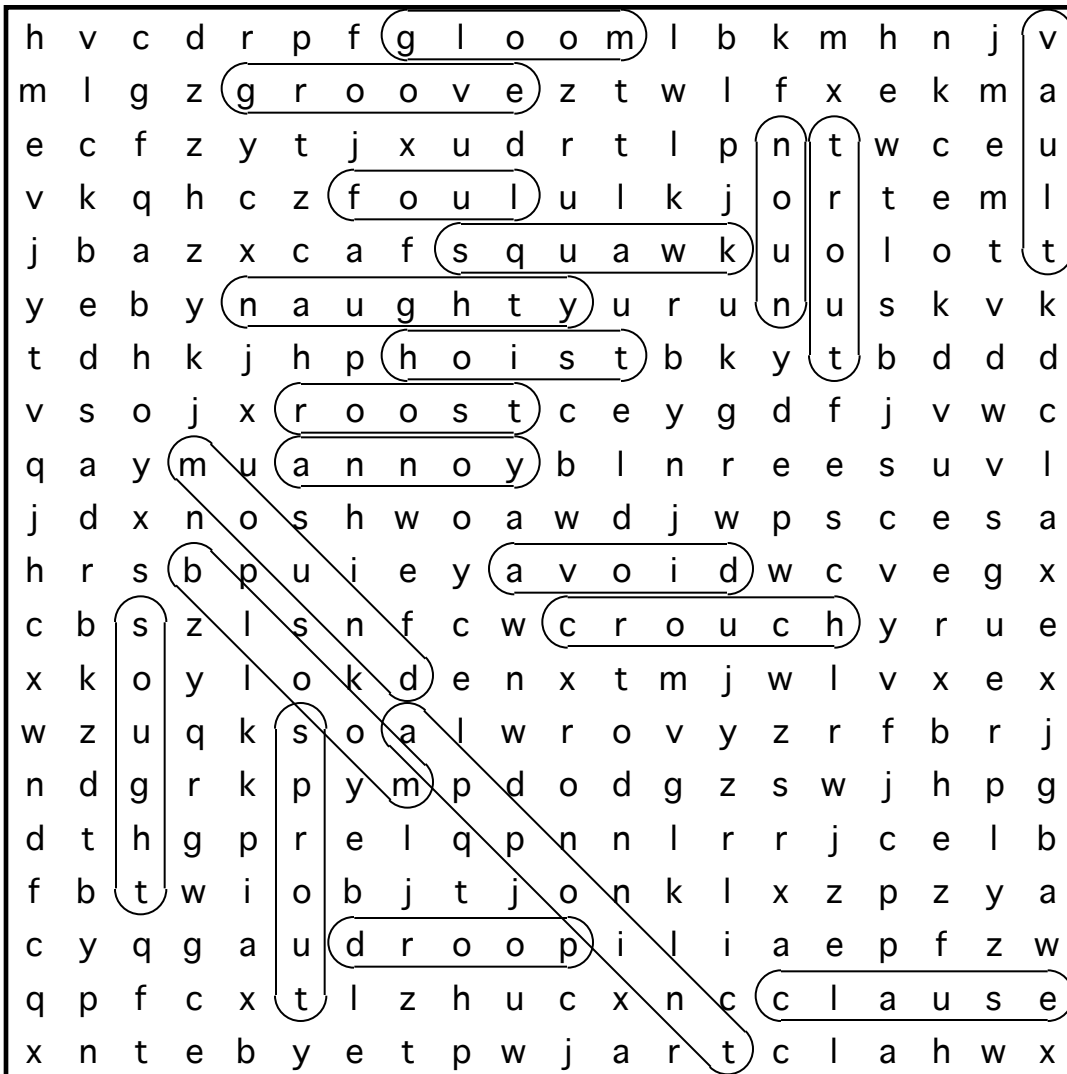 h v c d r p f g l o o m l b k m h n j v
m l g z g r o o v e z t w l f x e k m a
e c f z y t j x u d r t l p n t w c e u
v k q h c z f o u l u l k j o r t e m l
j b a z x c a f s q u a w k u o l o t t
y e b y n a u g h t y u r u n u s k v k
t d h k j h p h o i s t b k y t b d d d
v s o j x r o o s t c e y g d f j v w c
q a y m u a n n o y b l n r e e s u v l
j d x n o s h w o a w d j w p s c e s a
h r s b p u i e y a v o i d w c v e g x
c b s z l s n f c w c r o u c h y r u e
x k o y l o k d e n x t m j w l v x e x
w z u q k s o a l w r o v y z r f b r j
n d g r k p y m p d o d g z s w j h p g
d t h g p r e l q p n n l r r j c e l b
f b t w i o b j t j o n k l x z p z y a
c y q g a u d r o o p i l i a e p f z w
q p f c x t l z h u c x n c c l a u s e
x n t e b y e t p w j a r t c l a h w x